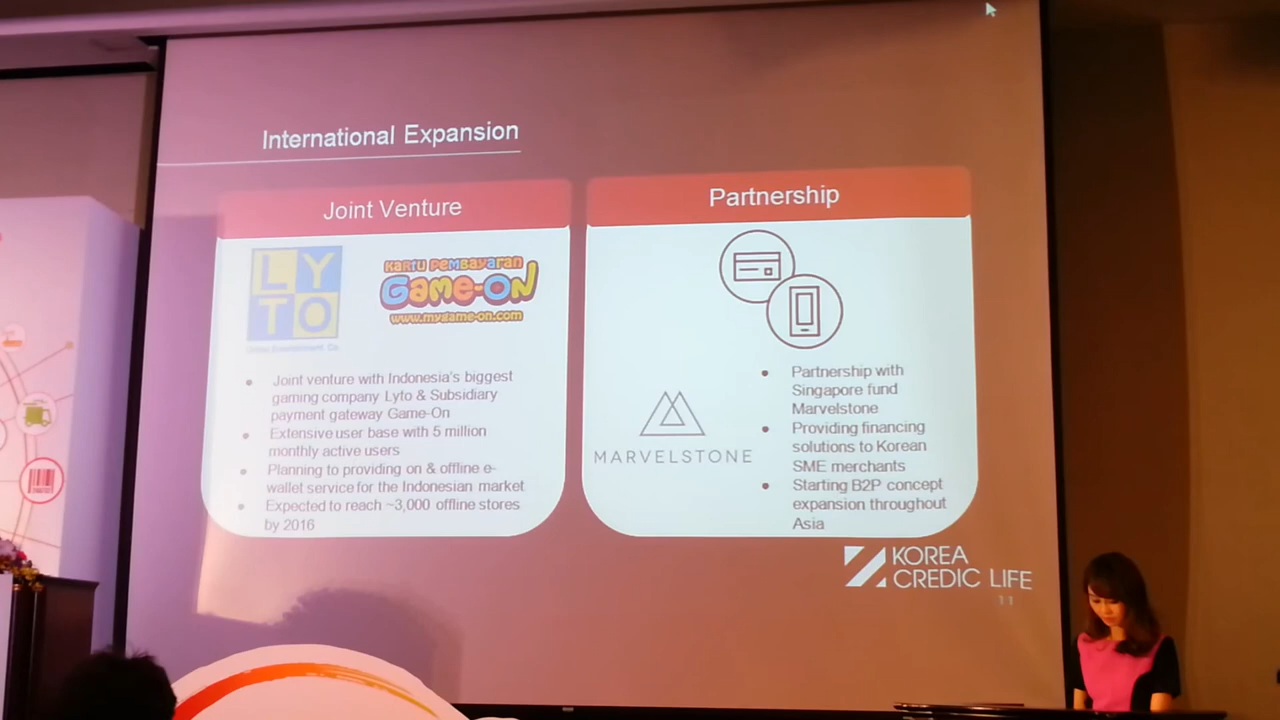 International Expansion
Joint Venture
LY
TO
KARTU PEMBAYARAN
GAME-ON
www.mygame-on.com
• Joint venture with Indonesia's biggest
gaming company Lyto & Subsidiary
payment gateway Game-On
• Extensive user base with 5 million
monthly active users
• Planning to providing on & offline e-
wallet service for the Indonesian market
• Expected to reach ~3,000 offline stores
by 2016
Partnership
MARVELSTONE
• Partnership with
Singapore fund
Marvelstone
• Providing financing
solutions to Korean
SME merchants
• Starting B2P concept
expansion throughout
Asia
KOREA
CREDIC LIFE
11